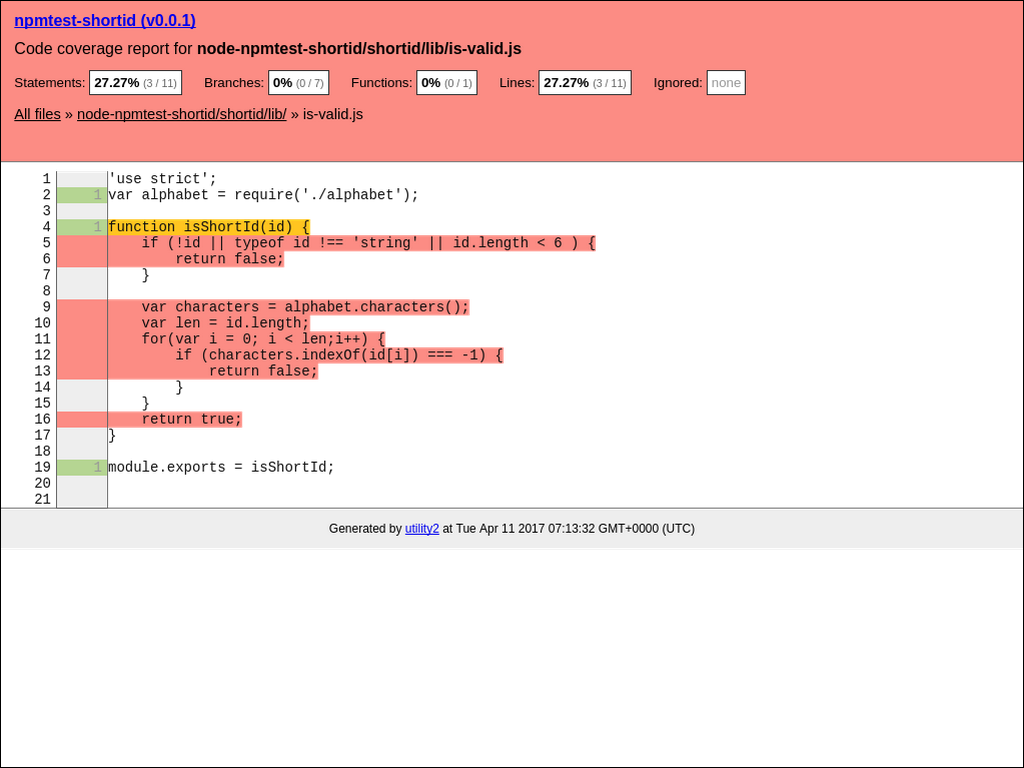 npmtest-shortid (v0.0.1)
Code coverage report for node-npmtest-shortid/shortid/lib/is-valid.js
Statements: 27.27% (3 / 11) Branches: 0% (0 / 7) Functions: 0% (0 / 1) Lines: 27.27% (3 / 11) Ignored: none
All files » node-npmtest-shortid/shortid/lib/ » is-valid.js
1 'use strict';
2 1 var alphabet = require('./alphabet');
3
4 1 function isShortId(id) {
5     if (!id || typeof id !== 'string' || id.length < 6 ) {
6         return false;
7     }
8
9     var characters = alphabet.characters();
10     var len = id.length;
11     for(var i = 0; i < len;i++) {
12         if (characters.indexOf(id[i]) === -1) {
13             return false;
14         }
15     }
16     return true;
17 }
18
19 1 module.exports = isShortId;
20
21
Generated by utility2 at Tue Apr 11 2017 07:13:32 GMT+0000 (UTC)